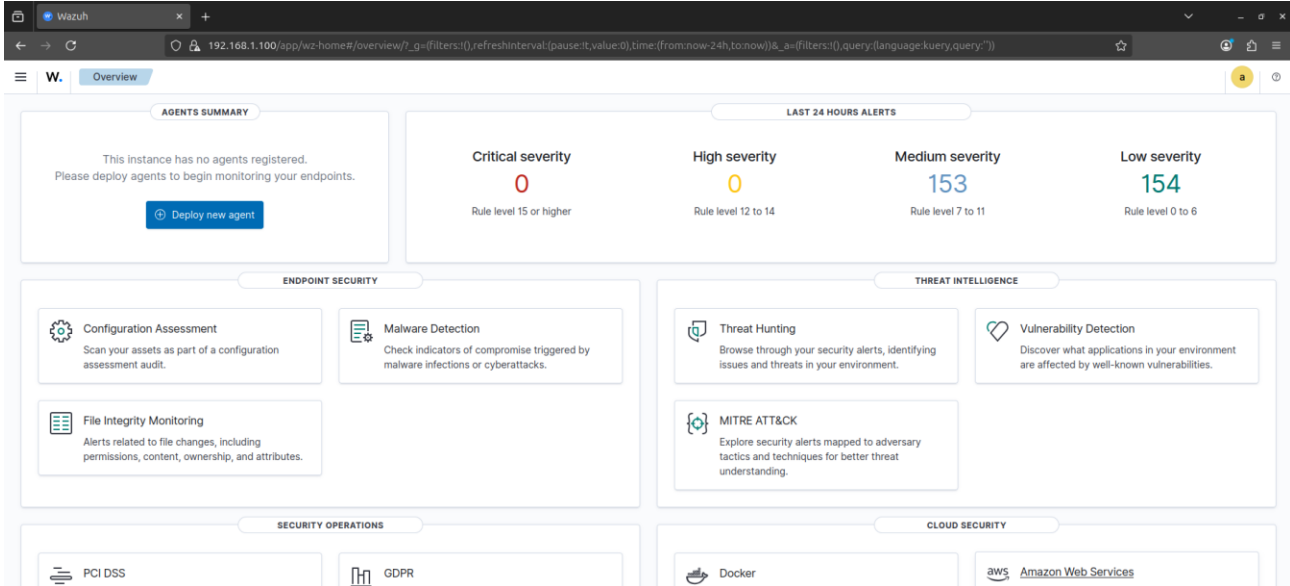 Wazuh
192.168.1.100/app/wz-home#/overview/?_g=(filters:!(),refreshInterval:(pause:!t,value:0),time:(from:now-24h,to:now))&_a=(filters:!(),query:(language:kuery,query:''))
W. Overview a
AGENTS SUMMARY
This instance has no agents registered.
Please deploy agents to begin monitoring your endpoints.
Deploy new agent
LAST 24 HOURS ALERTS
Critical severity
0
Rule level 15 or higher
High severity
0
Rule level 12 to 14
Medium severity
153
Rule level 7 to 11
Low severity
154
Rule level 0 to 6
ENDPOINT SECURITY
Configuration Assessment
Scan your assets as part of a configuration
assessment audit.
Malware Detection
Check indicators of compromise triggered by
malware infections or cyberattacks.
File Integrity Monitoring
Alerts related to file changes, including
permissions, content, ownership, and attributes.
THREAT INTELLIGENCE
Threat Hunting
Browse through your security alerts, identifying
issues and threats in your environment.
Vulnerability Detection
Discover what applications in your environment
are affected by well-known vulnerabilities.
MITRE ATT&CK
Explore security alerts mapped to adversary
tactics and techniques for better threat
understanding.
SECURITY OPERATIONS
PCI DSS
GDPR
CLOUD SECURITY
Docker
aws Amazon Web Services